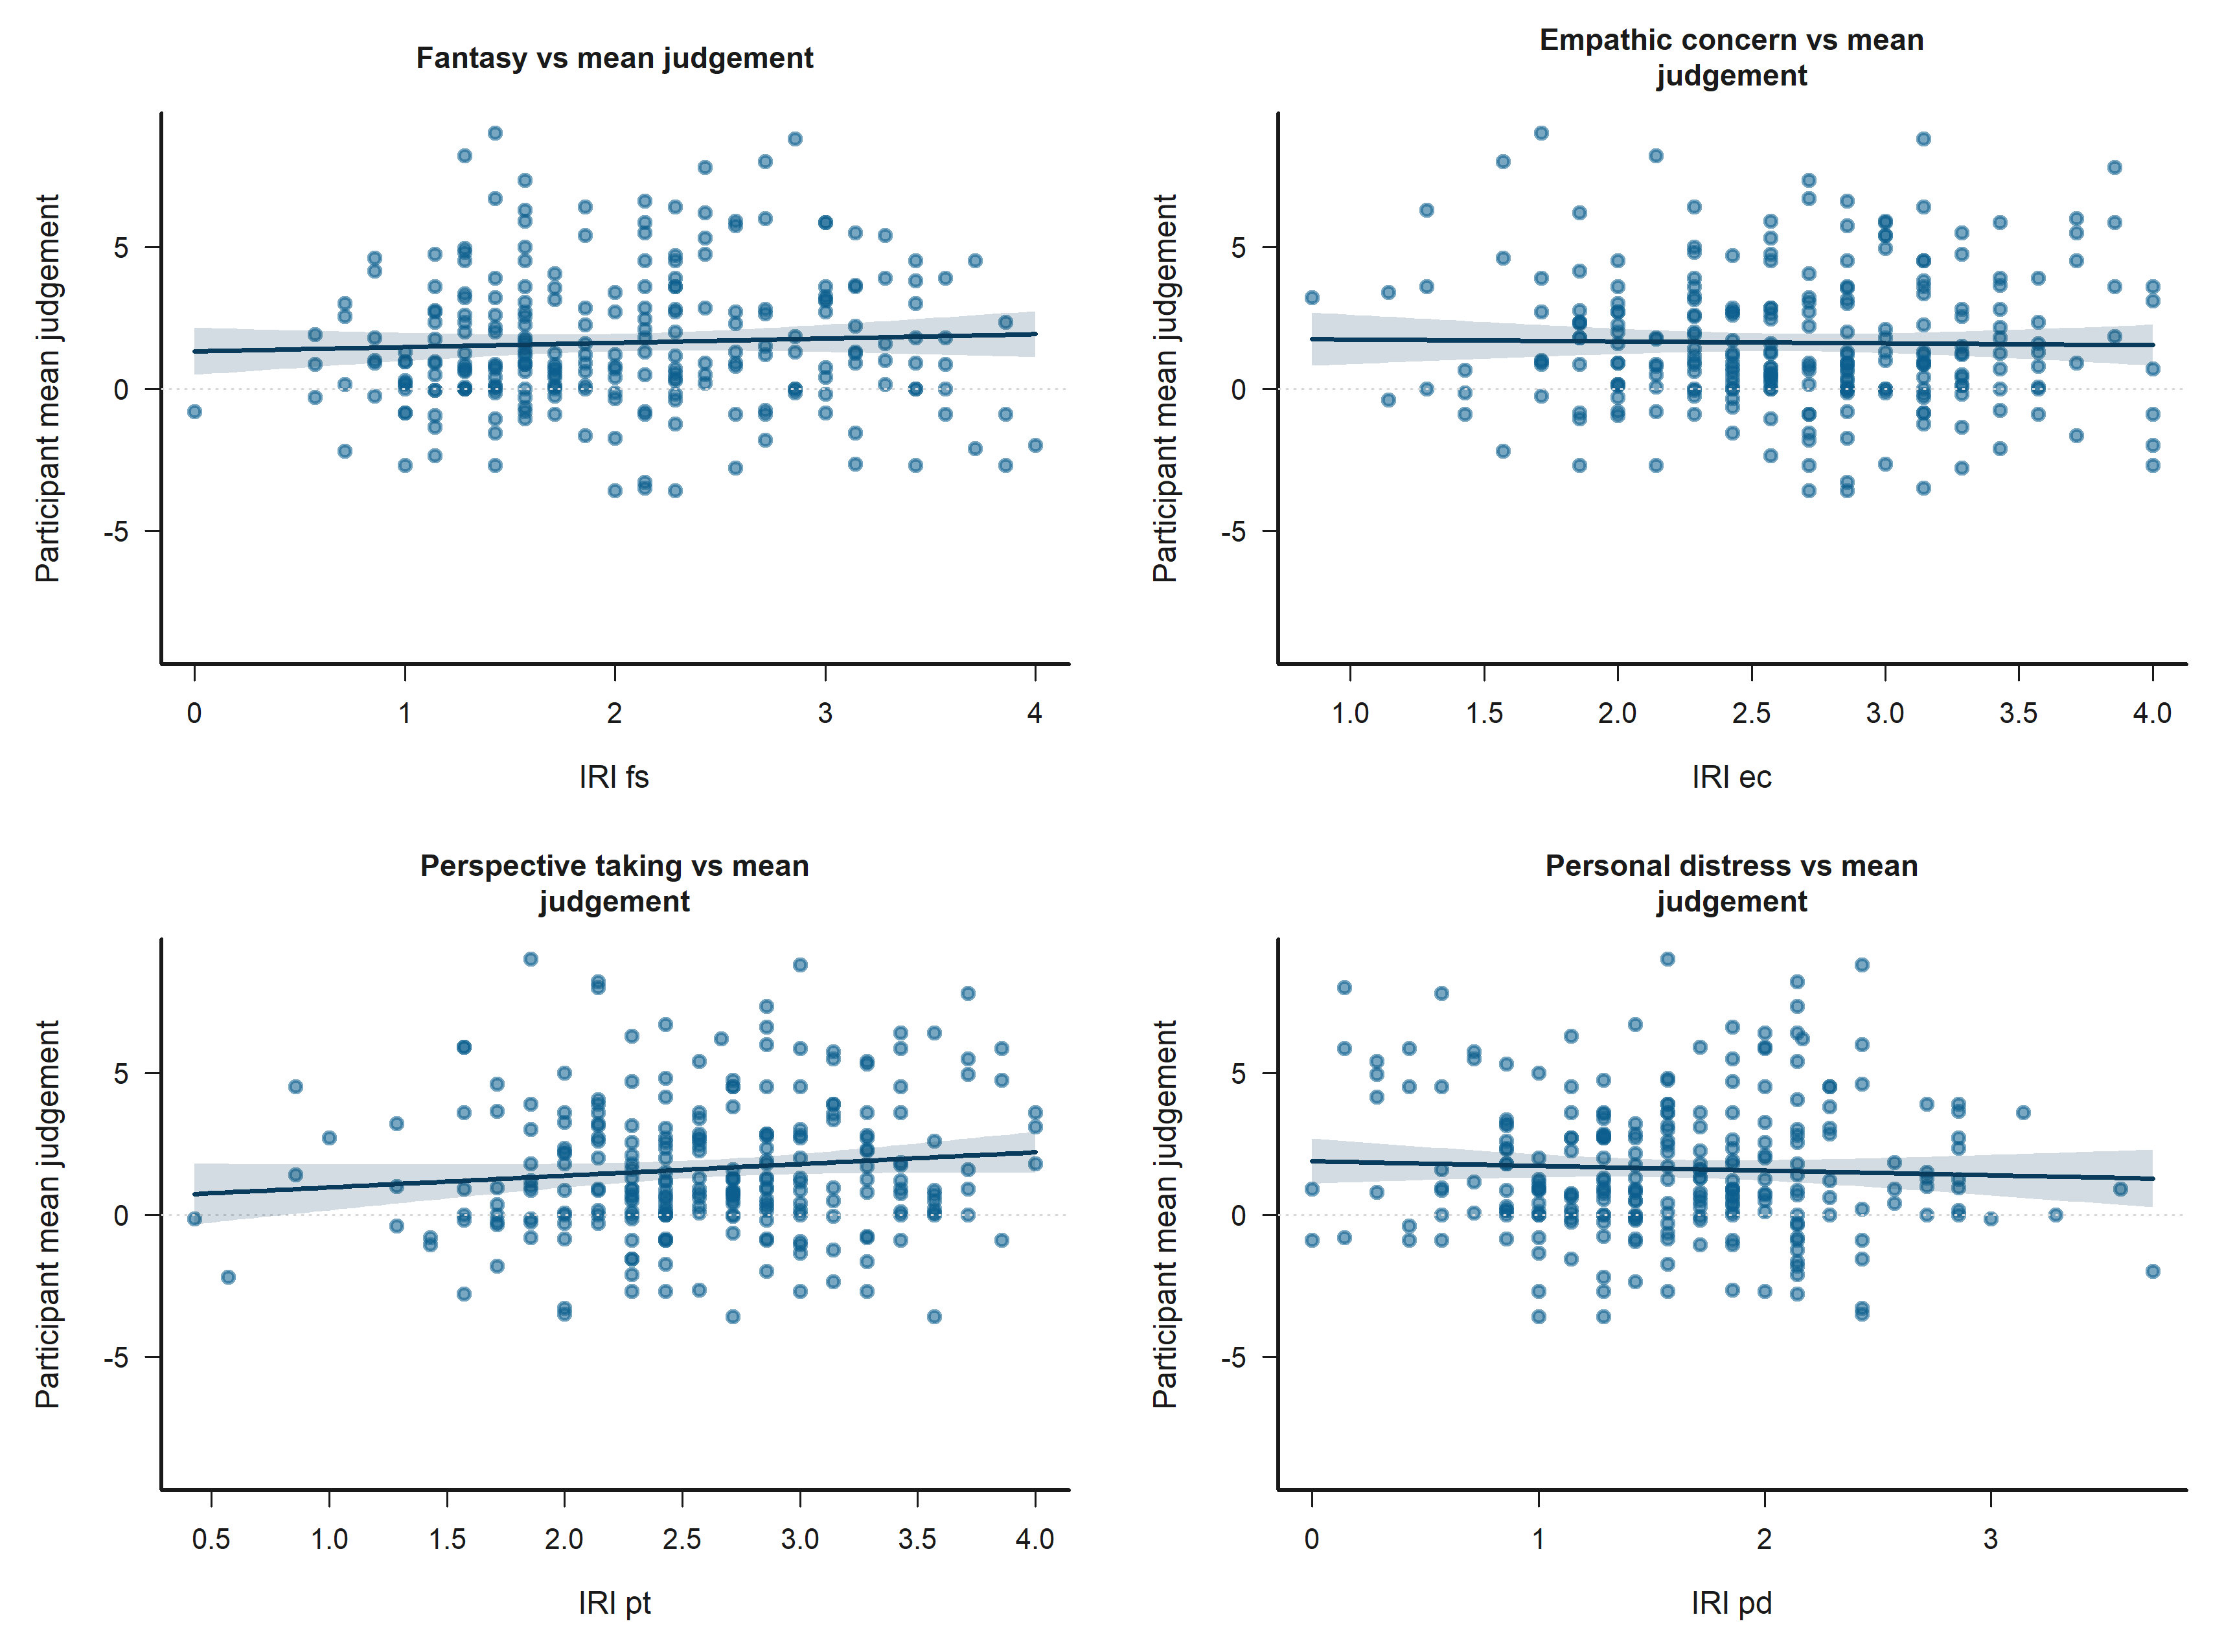 Fantasy vs mean judgement
Participant mean judgement
5
0
-5
0 1 2 3 4
IRI fs
Empathic concern vs mean
judgement
Participant mean judgement
5
0
-5
1.0 1.5 2.0 2.5 3.0 3.5 4.0
IRI ec
Perspective taking vs mean
judgement
Participant mean judgement
5
0
-5
0.5 1.0 1.5 2.0 2.5 3.0 3.5 4.0
IRI pt
Personal distress vs mean
judgement
Participant mean judgement
5
0
-5
0 1 2 3
IRI pd